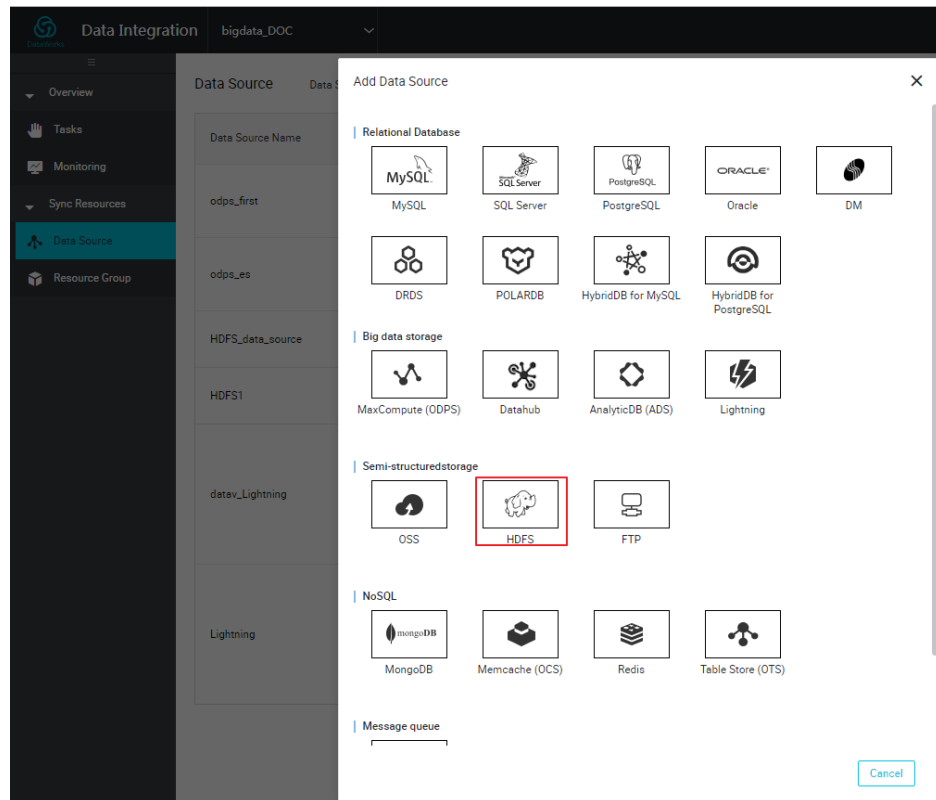 DataWorks
Data Integration
bigdata_DOC
Overview
Tasks
Monitoring
Sync Resources
Data Source
Resource Group
Data Source
Data S
Data Source Name
odps_first
odps_es
HDFS_data_source
HDFS1
datav_Lightning
Lightning
Add Data Source
Relational Database
MySQL
SQL Server
PostgreSQL
ORACLE
MySQL
SQL Server
PostgreSQL
Oracle
DM
DRDS
POLARDB
HybridDB for MySQL
HybridDB for
PostgreSQL
Big data storage
MaxCompute (ODPS)
Datahub
AnalyticDB (ADS)
Lightning
Semi-structuredstorage
OSS
HDFS
FTP
NoSQL
mongoDB
MongoDB
Memcache (OCS)
Redis
Table Store (OTS)
Message queue
Cancel